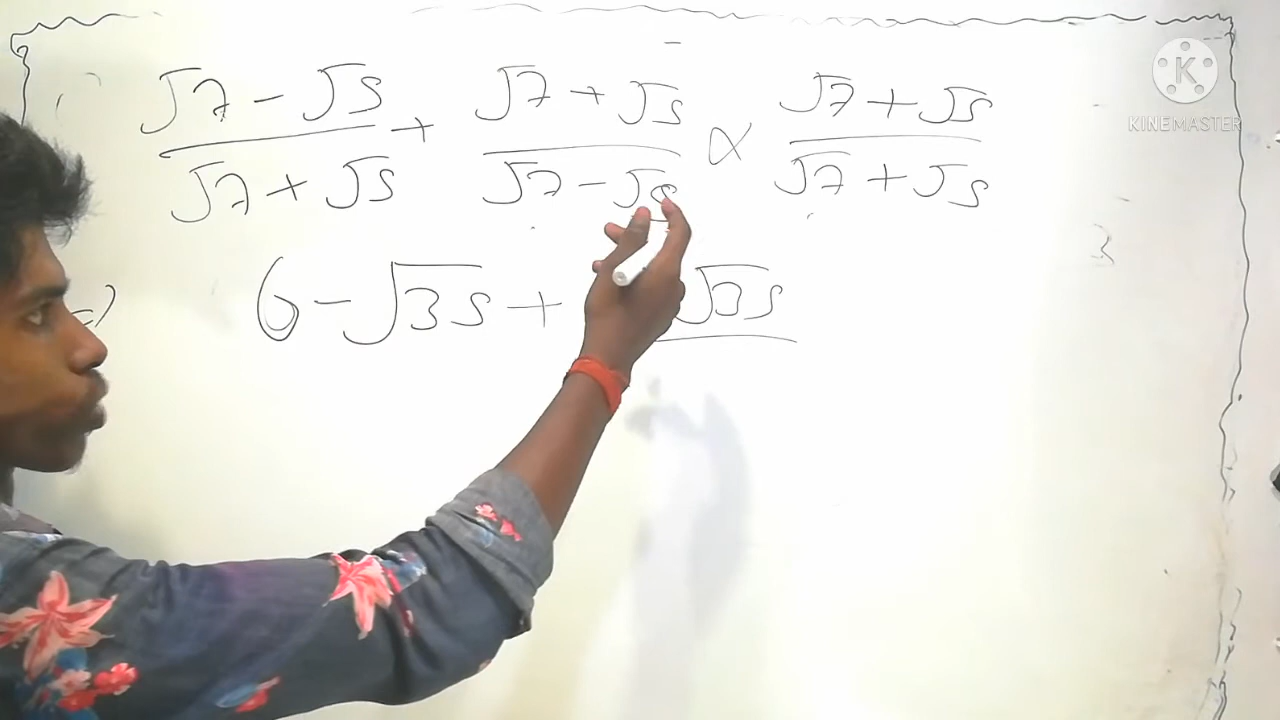 √7 - √5 / √7 + √5 + √7 + √5 / √7 - √5 × √7 + √5 / √7 + √5
6 - √35 + √35
KINEMASTER